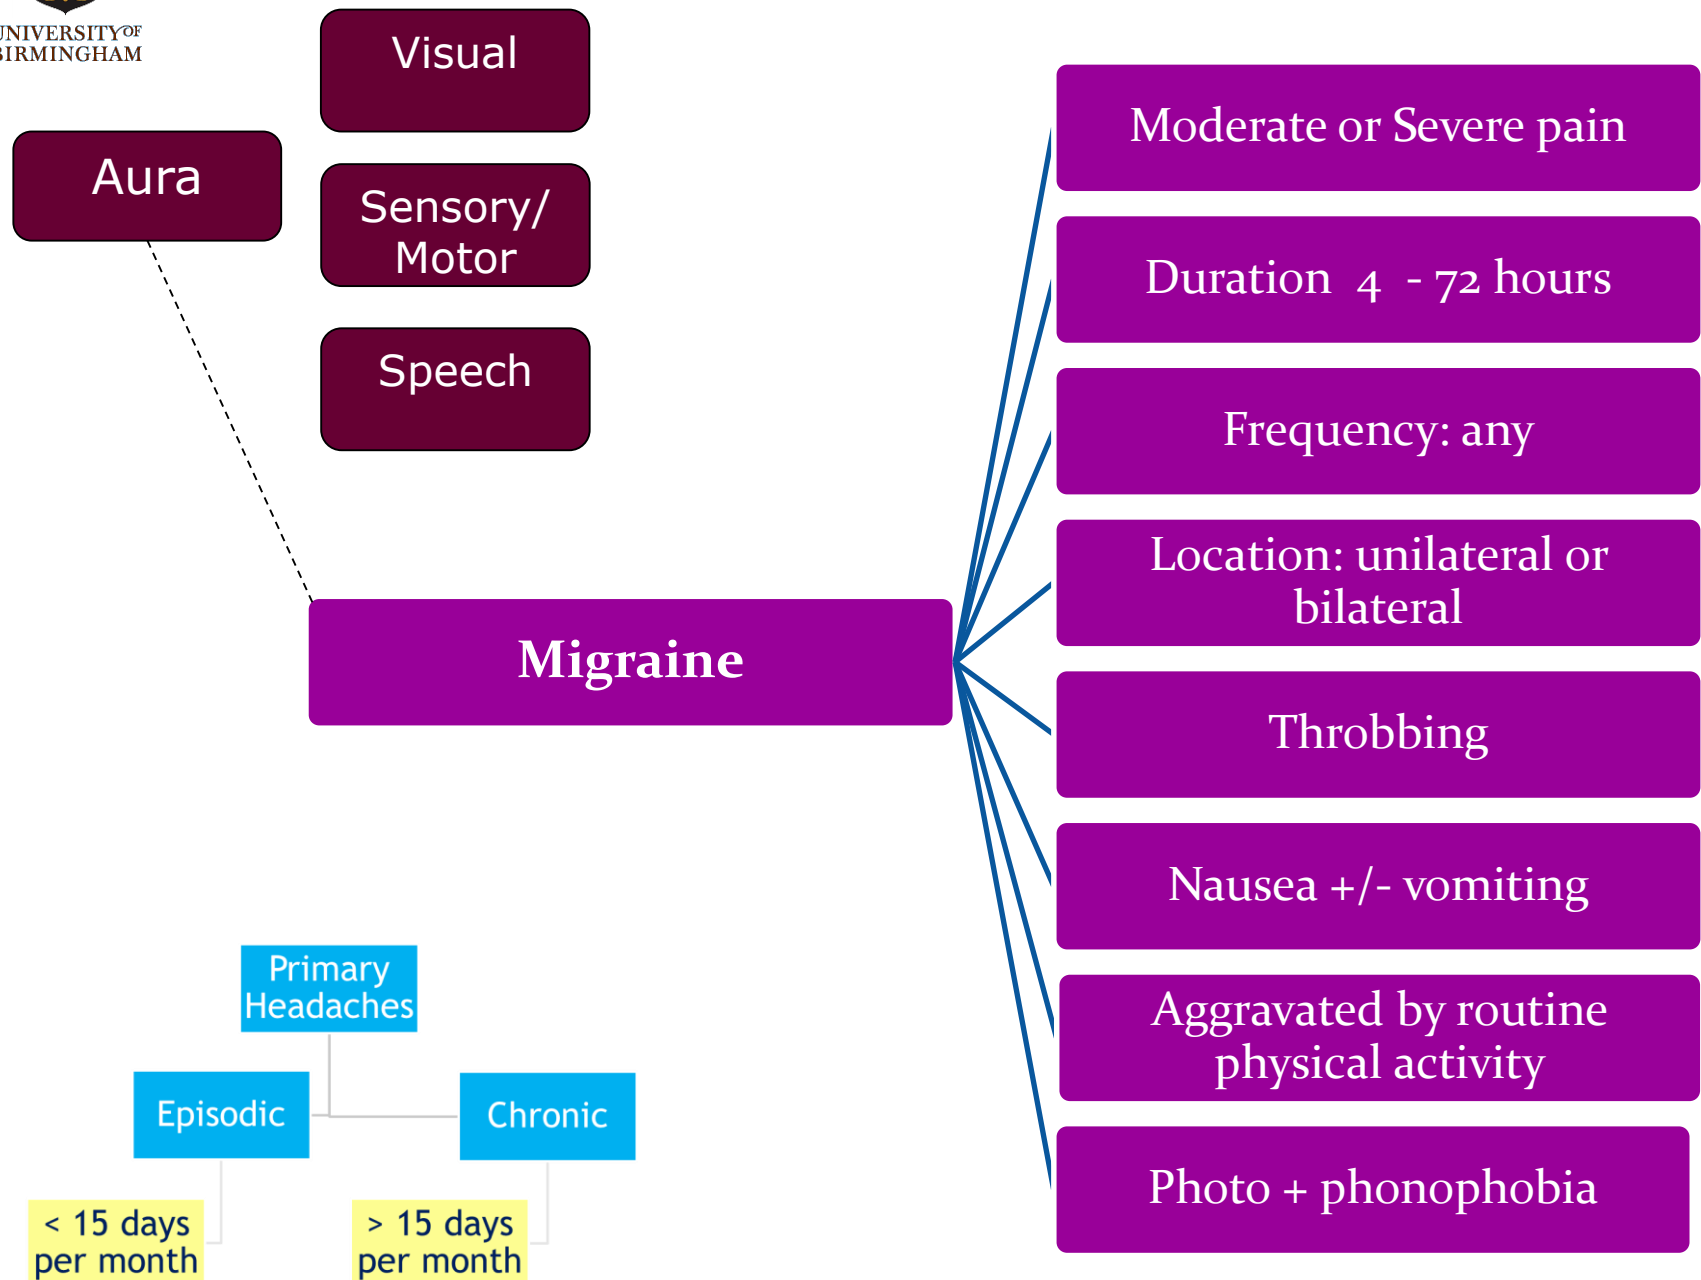 UNIVERSITYOF
BIRMINGHAM
Visual
Aura
Sensory/
Motor
Speech
Migraine
Moderate or Severe pain
Duration 4 - 72 hours
Frequency: any
Location: unilateral or
bilateral
Throbbing
Nausea +/- vomiting
Aggravated by routine
physical activity
Photo + phonophobia
Primary
Headaches
Episodic
Chronic
< 15 days
per month
> 15 days
per month